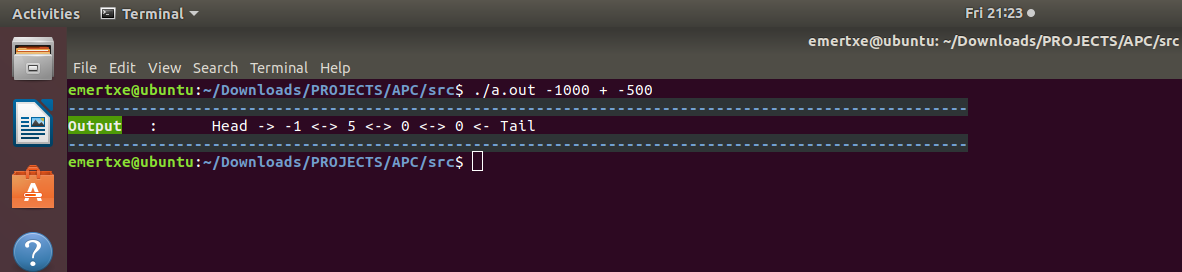 Activities Terminal Fri 21:23
emertxe@ubuntu: ~/Downloads/PROJECTS/APC/src
File Edit View Search Terminal Help
emertxe@ubuntu:~/Downloads/PROJECTS/APC/src$ ./a.out -1000 + -500
----------------------------------------------------------------------------------------------------
Output : Head -> -1 <-> 5 <-> 0 <-> 0 <- Tail
----------------------------------------------------------------------------------------------------
emertxe@ubuntu:~/Downloads/PROJECTS/APC/src$